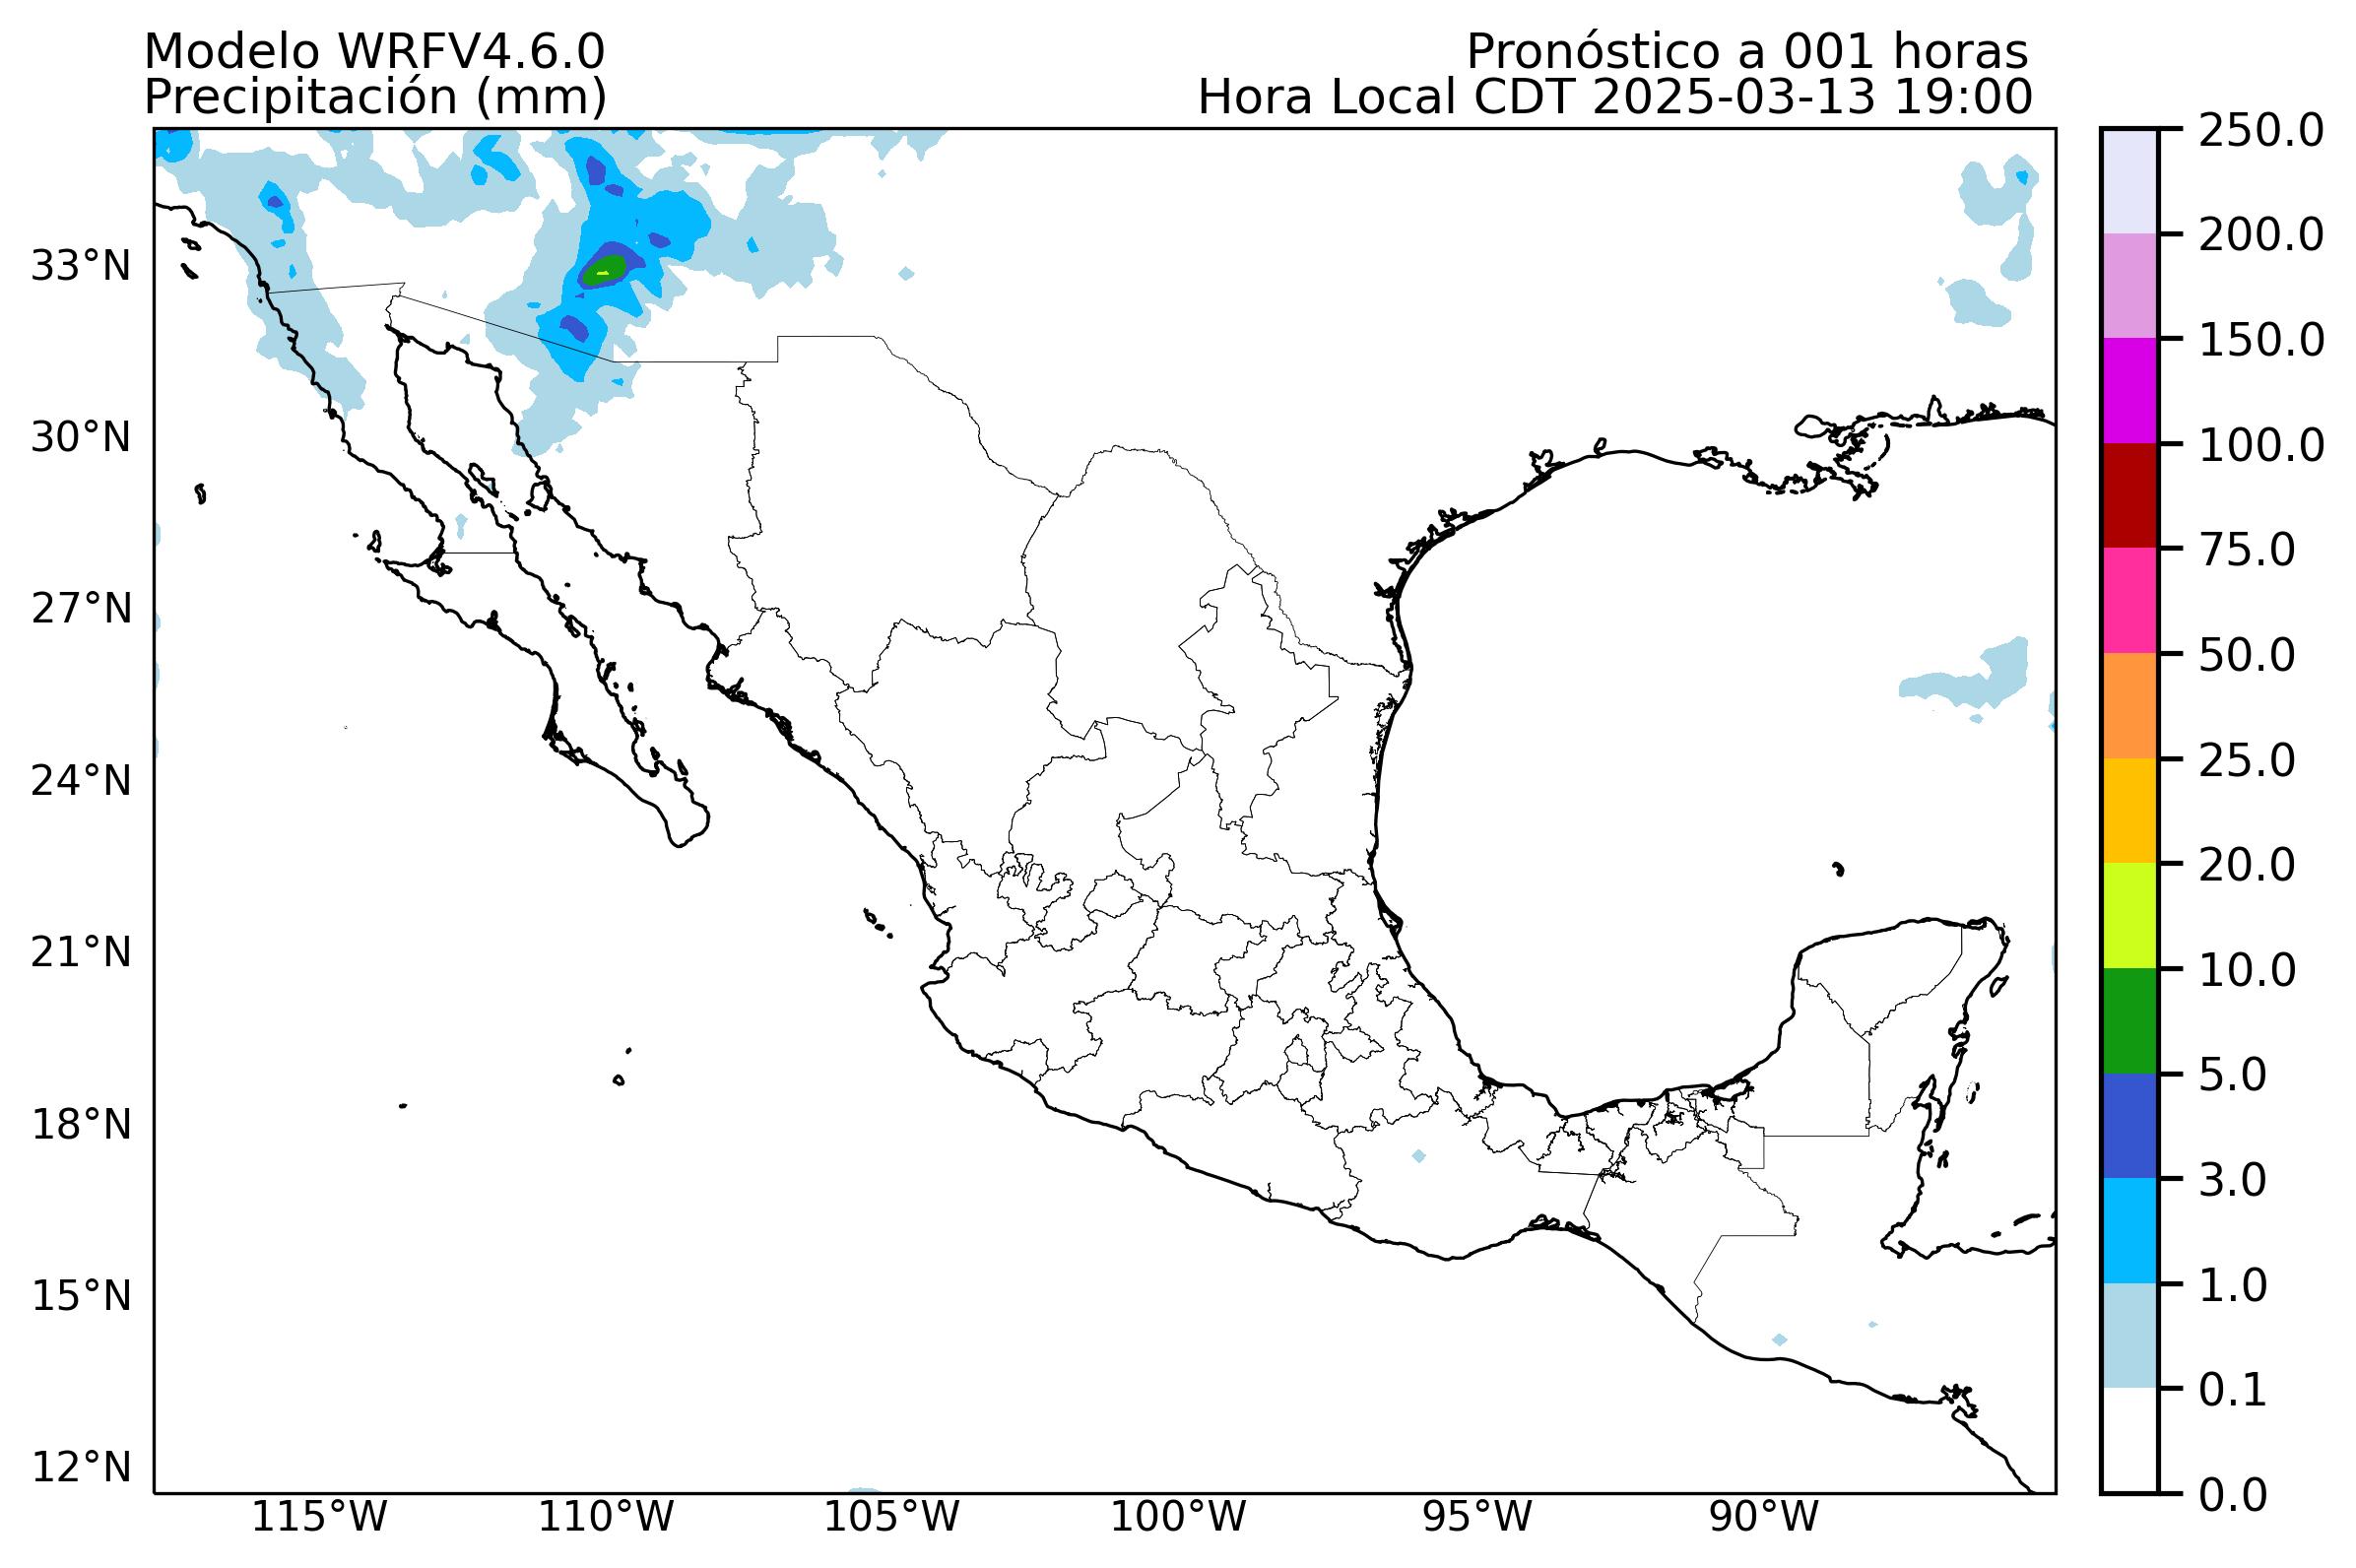 Modelo WRFV4.6.0
Precipitación (mm)
Pronóstico a 001 horas
Hora Local CDT 2025-03-13 19:00
33°N
30°N
27°N
24°N
21°N
18°N
15°N
12°N
115°W
110°W
105°W
100°W
95°W
90°W
250.0
200.0
150.0
100.0
75.0
50.0
25.0
20.0
10.0
5.0
3.0
1.0
0.1
0.0